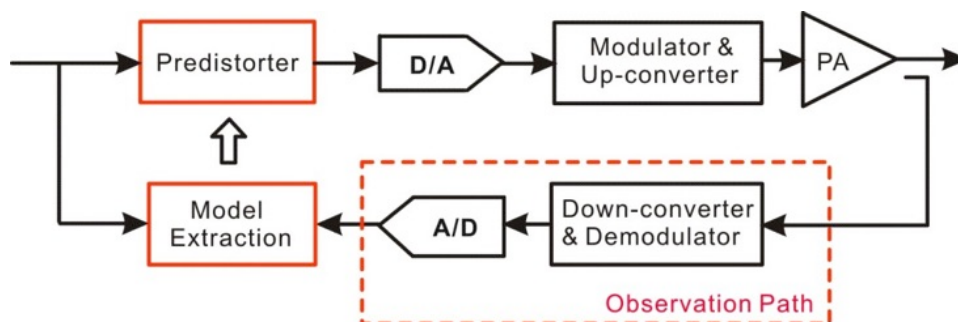 Predistorter
D/A
Modulator &
Up-converter
PA
Model
Extraction
A/D
Down-converter
& Demodulator
Observation Path